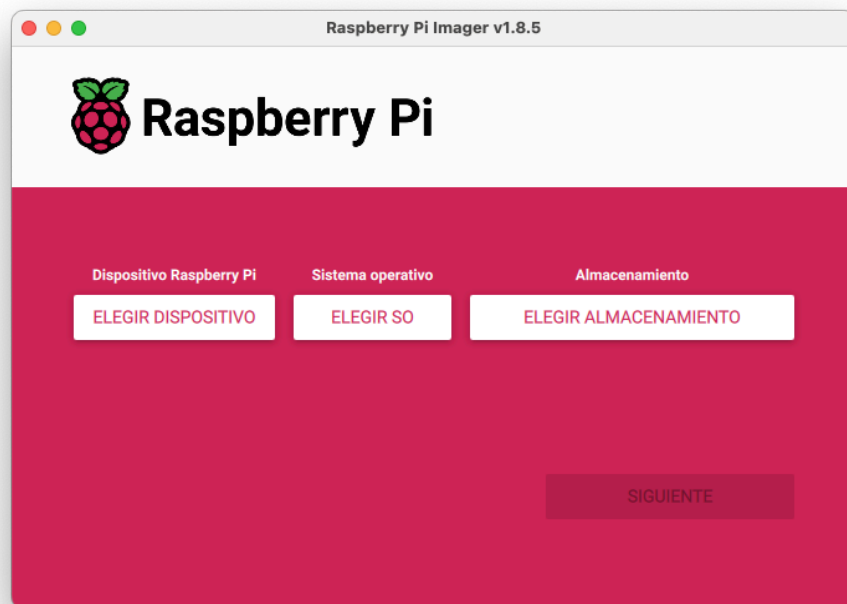 Raspberry Pi Imager v1.8.5
Raspberry Pi
Dispositivo Raspberry Pi
Sistema operativo
Almacenamiento
ELEGIR DISPOSITIVO
ELEGIR SO
ELEGIR ALMACENAMIENTO
SIGUIENTE